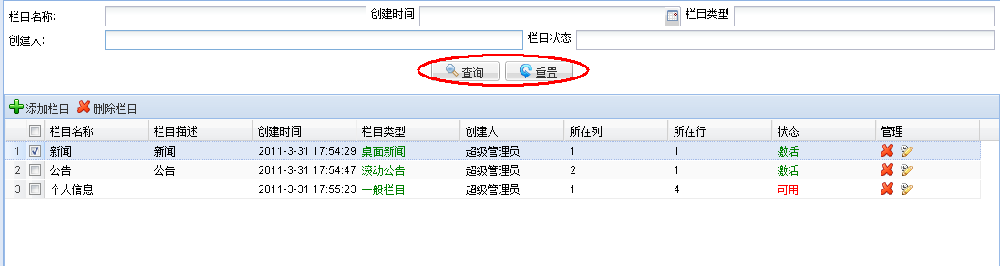 栏目名称: 创建时间 栏目类型
创建人: 栏目状态
查询 重置
添加栏目 删除栏目
栏目名称 栏目描述 创建时间 栏目类型 创建人 所在列 所在行 状态 管理
1 新闻 新闻 2011-3-31 17:54:29 桌面新闻 超级管理员 1 1 激活
2 公告 公告 2011-3-31 17:54:47 滚动公告 超级管理员 2 1 激活
3 个人信息 2011-3-31 17:55:23 一般栏目 超级管理员 1 4 可用